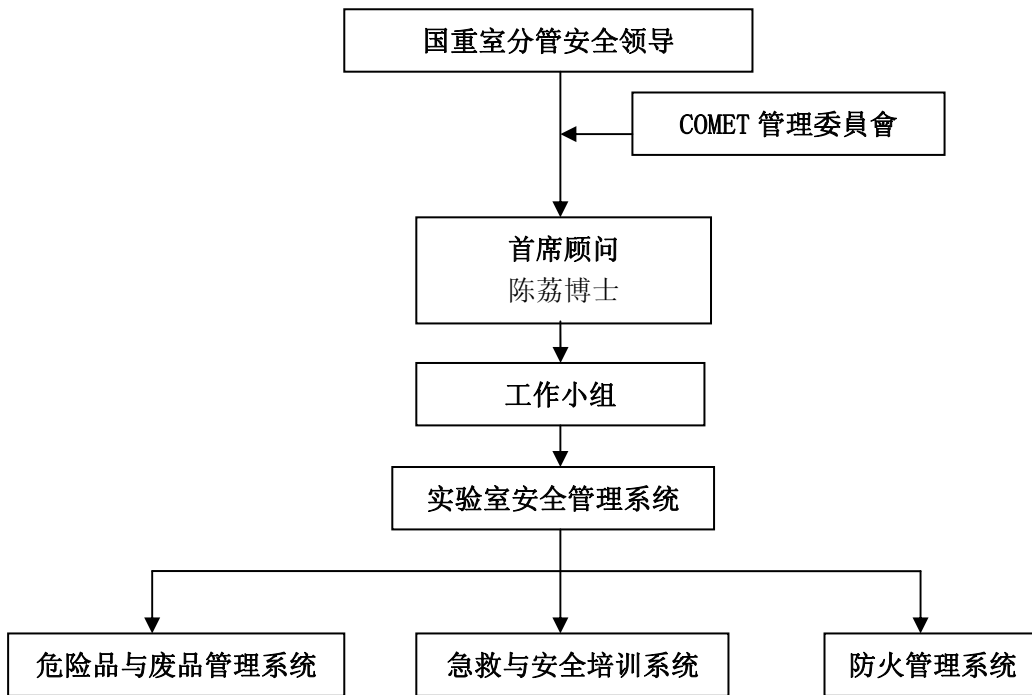 国重室分管安全领导
COMET 管理委員會
首席顾问
陈荔博士
工作小组
实验室安全管理系统
危险品与废品管理系统
急救与安全培训系统
防火管理系统